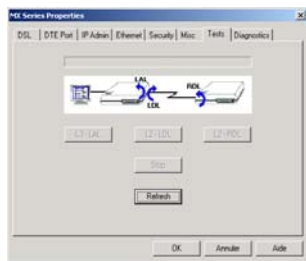 MX Series Properties
DSL DTE Port IP Admin Ethernet Security Misc Tests Diagnostics
LAL
RDL
LDL
L3 - LAL L2 - LDL L2 - RDL
Stop
Refresh
OK Annuler Aide